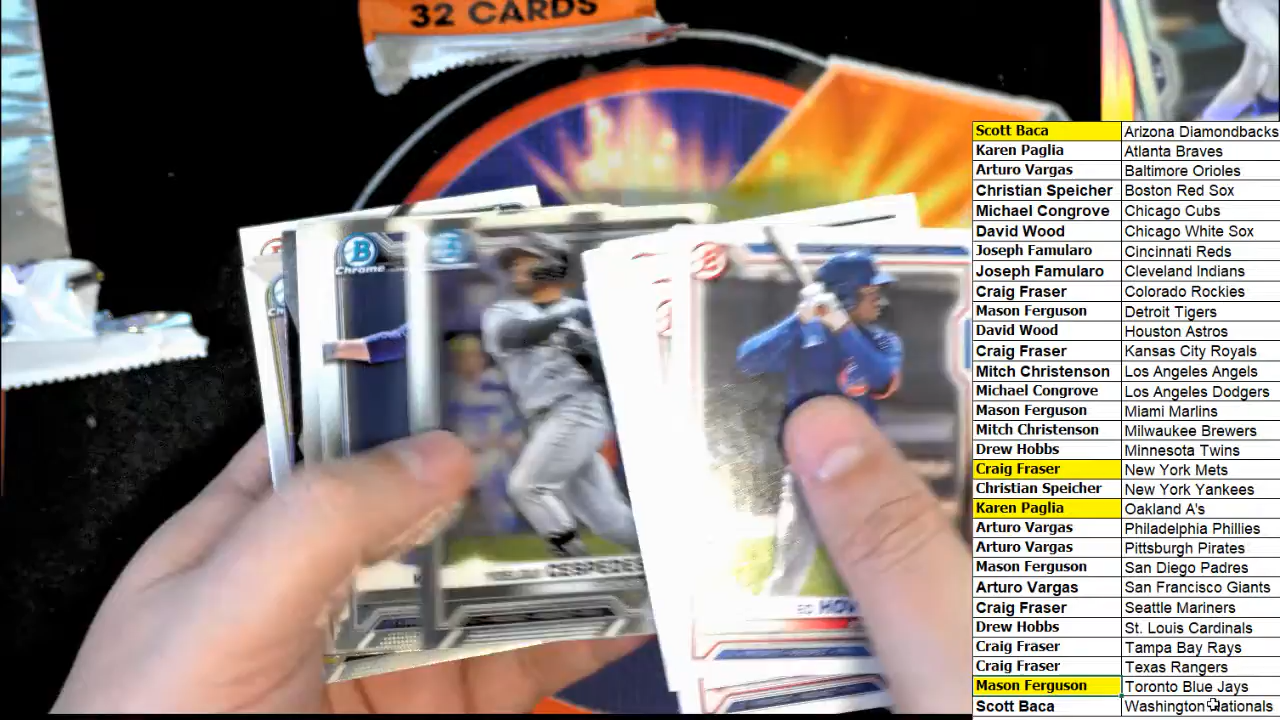 32 CARDS
B
Chrome
CESPEDES
ED HOW
Scott Baca Arizona Diamondbacks
Karen Paglia Atlanta Braves
Arturo Vargas Baltimore Orioles
Christian Speicher Boston Red Sox
Michael Congrove Chicago Cubs
David Wood Chicago White Sox
Joseph Famularo Cincinnati Reds
Joseph Famularo Cleveland Indians
Craig Fraser Colorado Rockies
Mason Ferguson Detroit Tigers
David Wood Houston Astros
Craig Fraser Kansas City Royals
Mitch Christenson Los Angeles Angels
Michael Congrove Los Angeles Dodgers
Mason Ferguson Miami Marlins
Mitch Christenson Milwaukee Brewers
Drew Hobbs Minnesota Twins
Craig Fraser New York Mets
Christian Speicher New York Yankees
Karen Paglia Oakland A's
Arturo Vargas Philadelphia Phillies
Arturo Vargas Pittsburgh Pirates
Mason Ferguson San Diego Padres
Arturo Vargas San Francisco Giants
Craig Fraser Seattle Mariners
Drew Hobbs St. Louis Cardinals
Craig Fraser Tampa Bay Rays
Craig Fraser Texas Rangers
Mason Ferguson Toronto Blue Jays
Scott Baca Washington Nationals